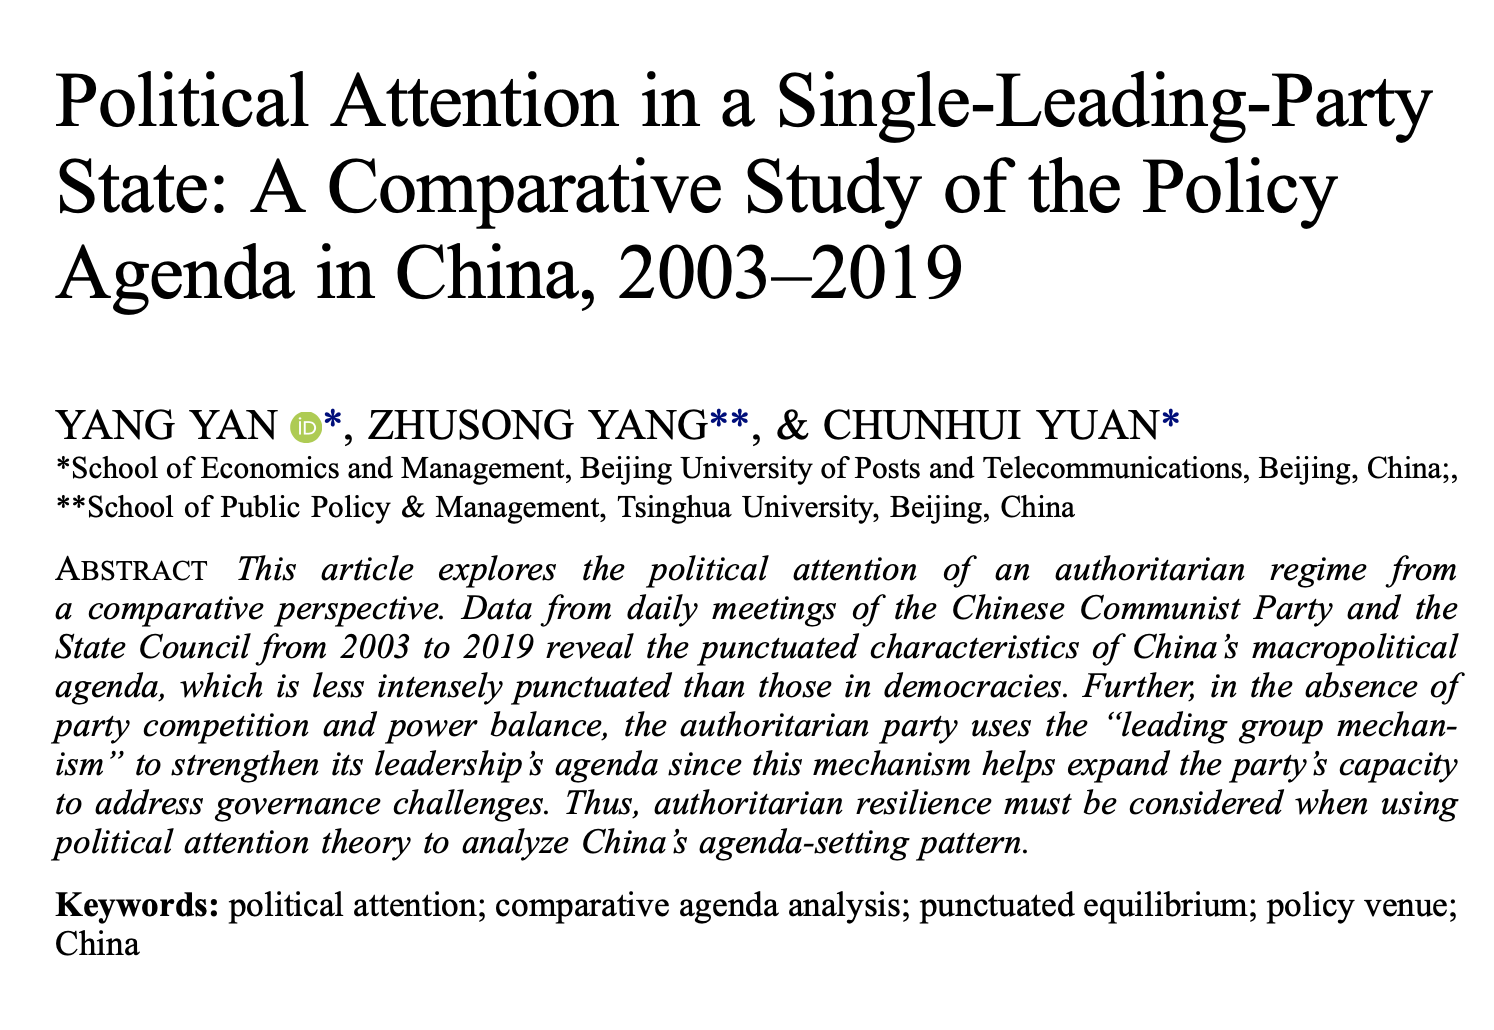 Political Attention in a Single-Leading-Party
State: A Comparative Study of the Policy
Agenda in China, 2003–2019
YANG YAN iD*, ZHUSONG YANG**, & CHUNHUI YUAN*
*School of Economics and Management, Beijing University of Posts and Telecommunications, Beijing, China;,
**School of Public Policy & Management, Tsinghua University, Beijing, China
ABSTRACT This article explores the political attention of an authoritarian regime from
a comparative perspective. Data from daily meetings of the Chinese Communist Party and the
State Council from 2003 to 2019 reveal the punctuated characteristics of China’s macropolitical
agenda, which is less intensely punctuated than those in democracies. Further, in the absence of
party competition and power balance, the authoritarian party uses the “leading group mechan-
ism” to strengthen its leadership’s agenda since this mechanism helps expand the party’s capacity
to address governance challenges. Thus, authoritarian resilience must be considered when using
political attention theory to analyze China’s agenda-setting pattern.
Keywords: political attention; comparative agenda analysis; punctuated equilibrium; policy venue;
China